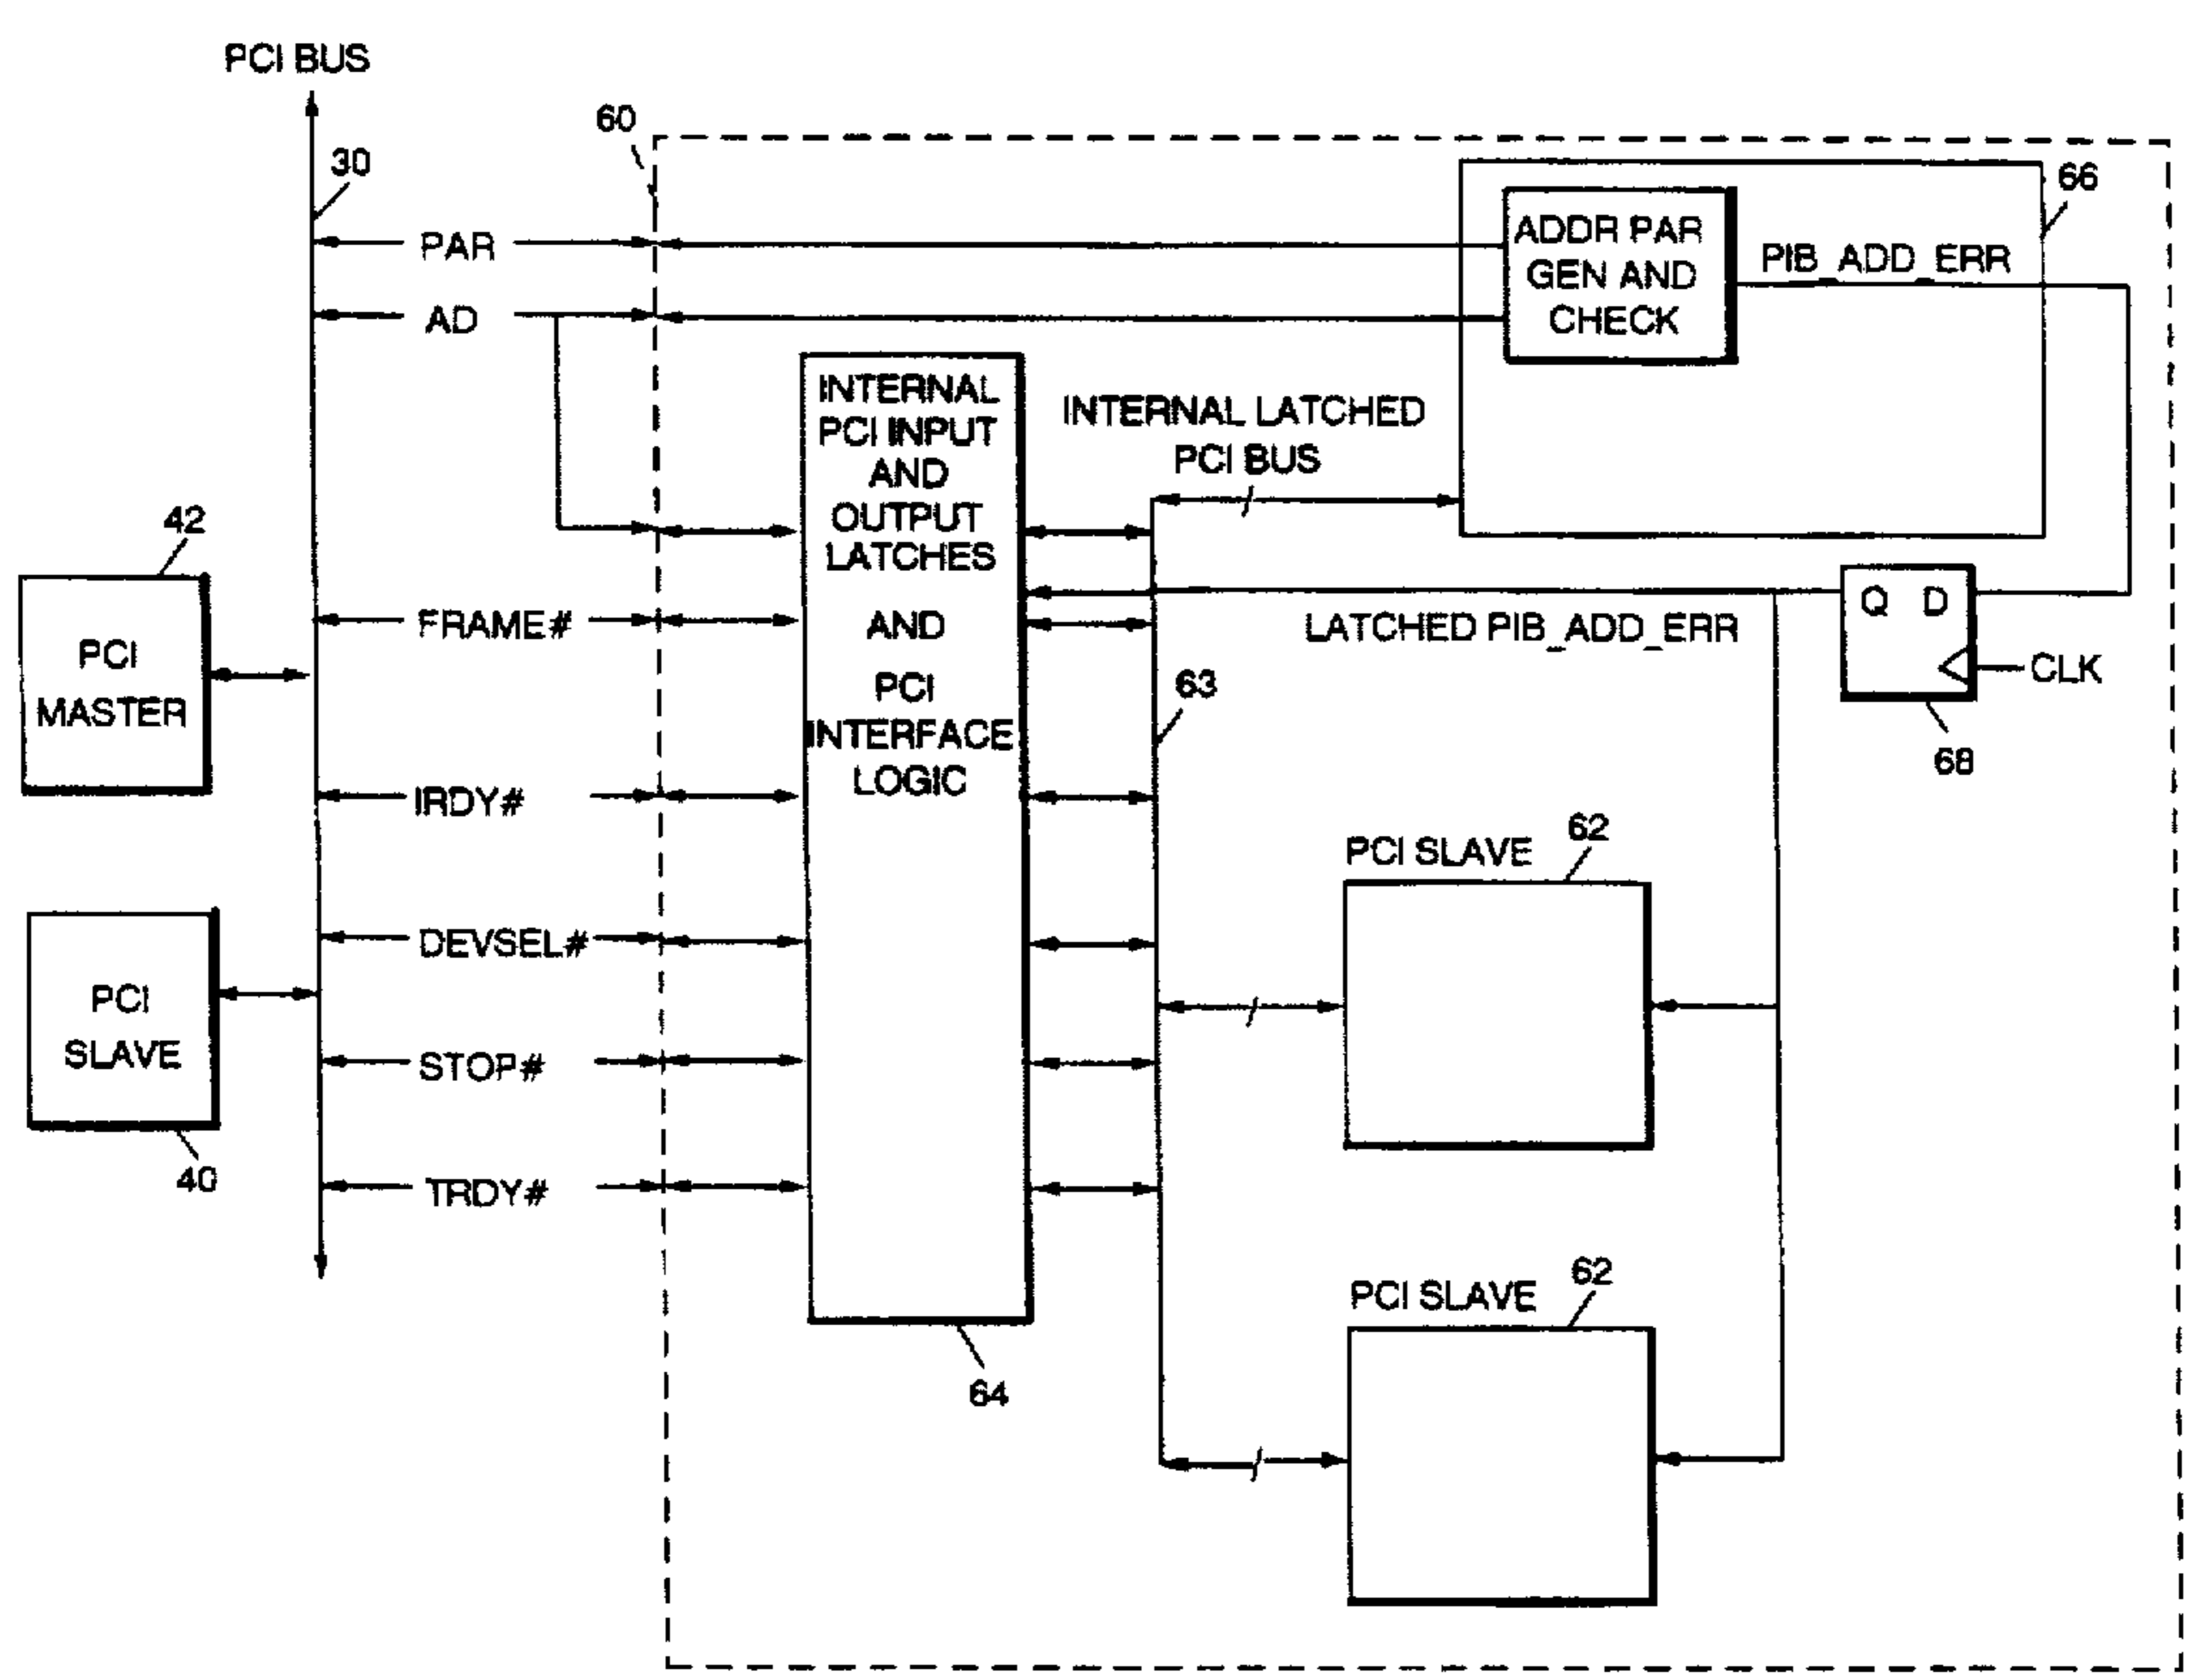 PCI BUS
30
60
66
PAR
AD
ADDR PAR
GEN AND
CHECK
PIB_ADD_ERR
INTERNAL
PCI INPUT
AND
OUTPUT
LATCHES
AND
PCI
INTERFACE
LOGIC
INTERNAL LATCHED
PCI BUS
42
PCI
MASTER
FRAME#
LATCHED PIB_ADD_ERR
Q D
CLK
68
63
IRDY#
PCI SLAVE
62
DEVSEL#
PCI
SLAVE
40
STOP#
TRDY#
PCI SLAVE
62
64